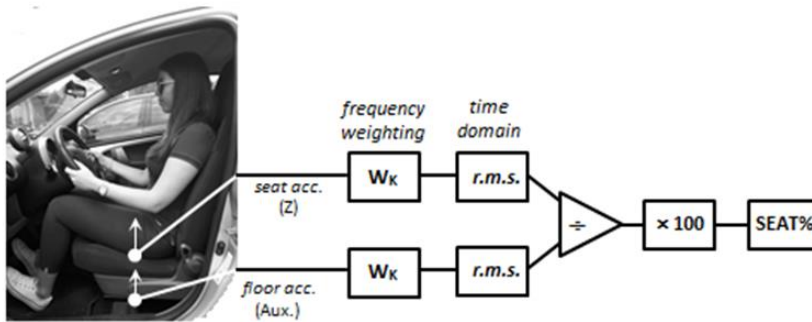 frequency
weighting
time
domain
seat acc.
(Z)
Wk
r.m.s.
÷
× 100
SEAT%
floor acc.
(Aux.)
Wk
r.m.s.